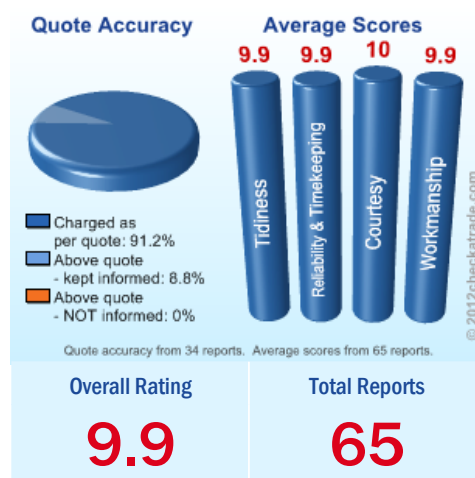 Quote Accuracy
Average Scores
9.9
9.9
10
9.9
Tidiness
Reliability & Timekeeping
Courtesy
Workmanship
Charged as
per quote: 91.2%
Above quote
- kept informed: 8.8%
Above quote
- NOT informed: 0%
© 2012checkatrade.com
Quote accuracy from 34 reports. Average scores from 65 reports.
Overall Rating
Total Reports
9.9
65